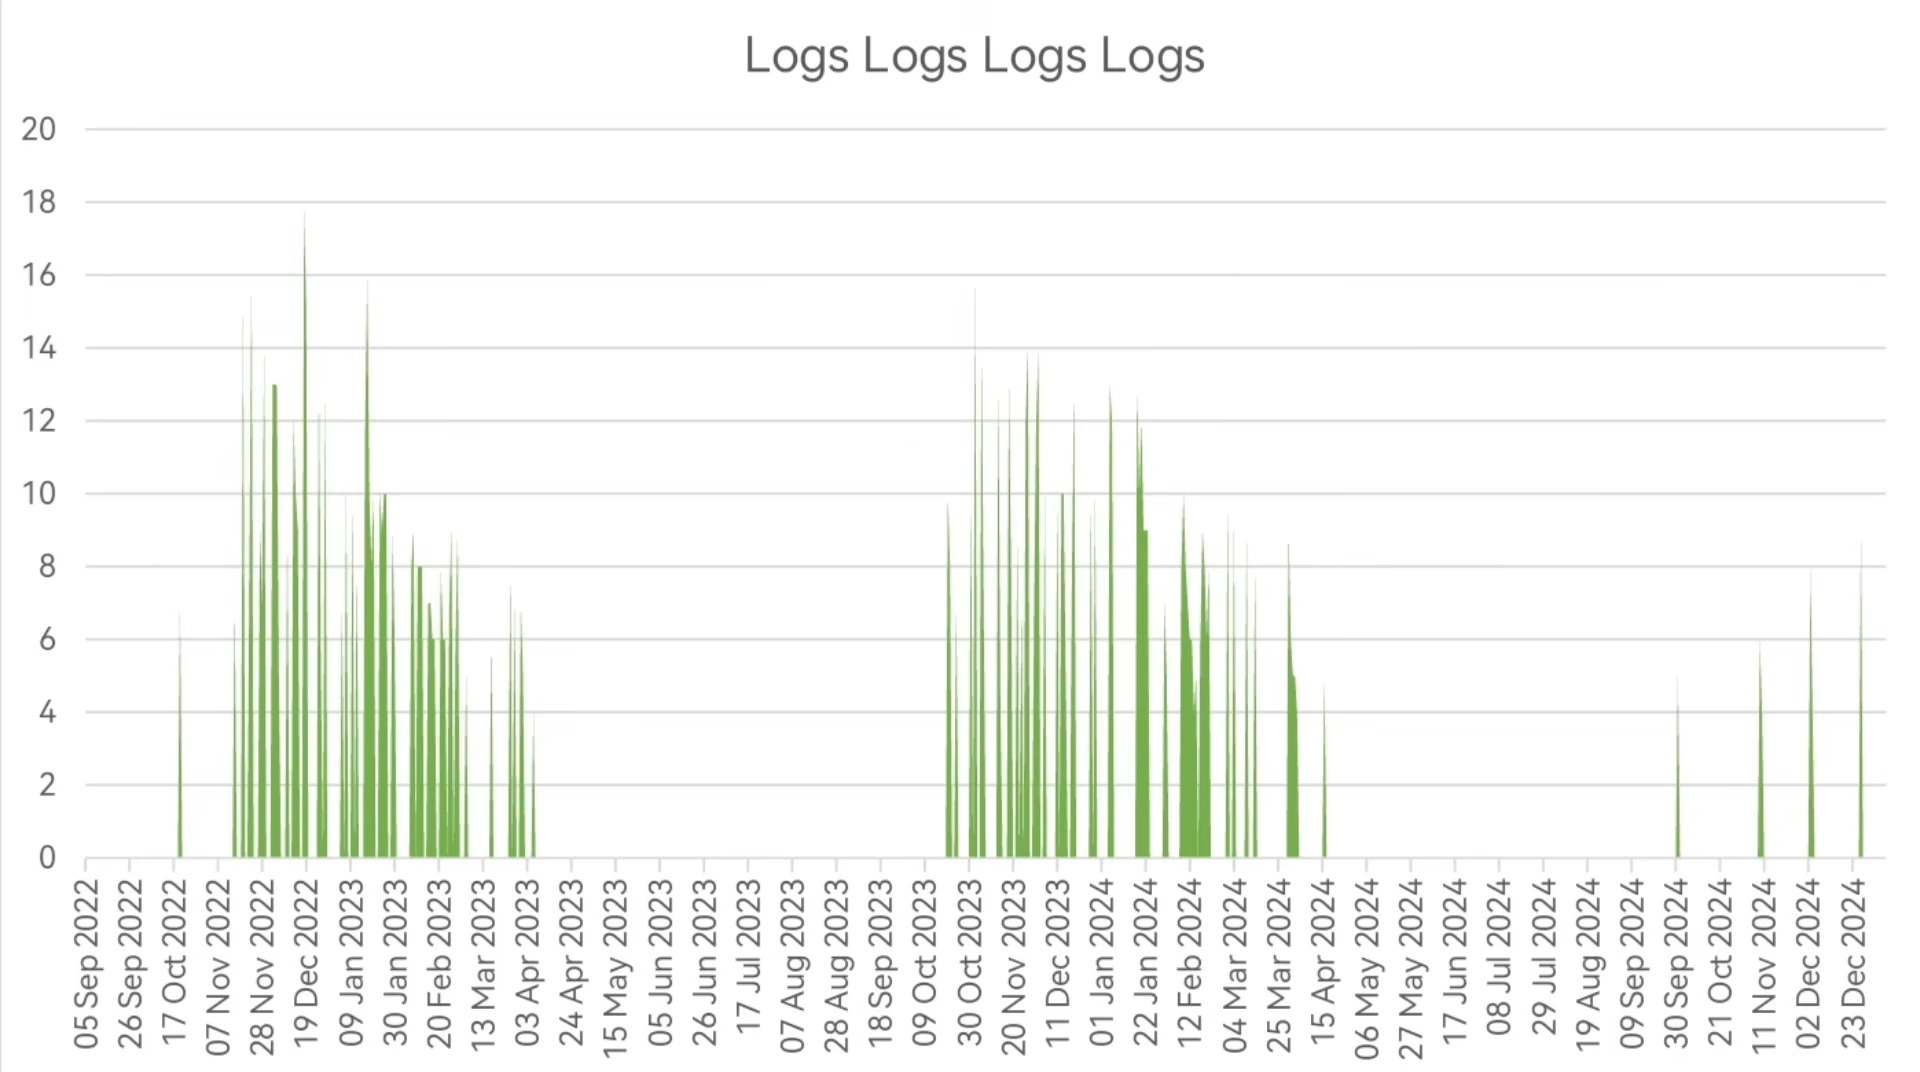 Logs Logs Logs Logs
20
18
16
14
12
10
8
6
4
2
0
05 Sep 2022
26 Sep 2022
17 Oct 2022
07 Nov 2022
28 Nov 2022
19 Dec 2022
09 Jan 2023
30 Jan 2023
20 Feb 2023
13 Mar 2023
03 Apr 2023
24 Apr 2023
15 May 2023
05 Jun 2023
26 Jun 2023
17 Jul 2023
07 Aug 2023
28 Aug 2023
18 Sep 2023
09 Oct 2023
30 Oct 2023
20 Nov 2023
11 Dec 2023
01 Jan 2024
22 Jan 2024
12 Feb 2024
04 Mar 2024
25 Mar 2024
15 Apr 2024
06 May 2024
27 May 2024
17 Jun 2024
08 Jul 2024
29 Jul 2024
19 Aug 2024
09 Sep 2024
30 Sep 2024
21 Oct 2024
11 Nov 2024
02 Dec 2024
23 Dec 2024